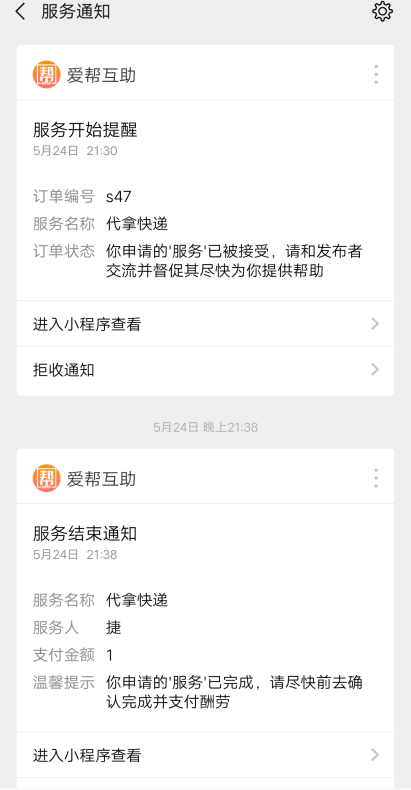 服务通知
帮 爱帮互助
服务开始提醒
5月24日 21:30
订单编号 s47
服务名称 代拿快递
订单状态 你申请的'服务'已被接受，请和发布者
交流并督促其尽快为你提供帮助
进入小程序查看
拒收通知
5月24日 晚上21:38
帮 爱帮互助
服务结束通知
5月24日 21:38
服务名称 代拿快递
服务人 捷
支付金额 1
温馨提示 你申请的'服务'已完成，请尽快前去确
认完成并支付酬劳
进入小程序查看